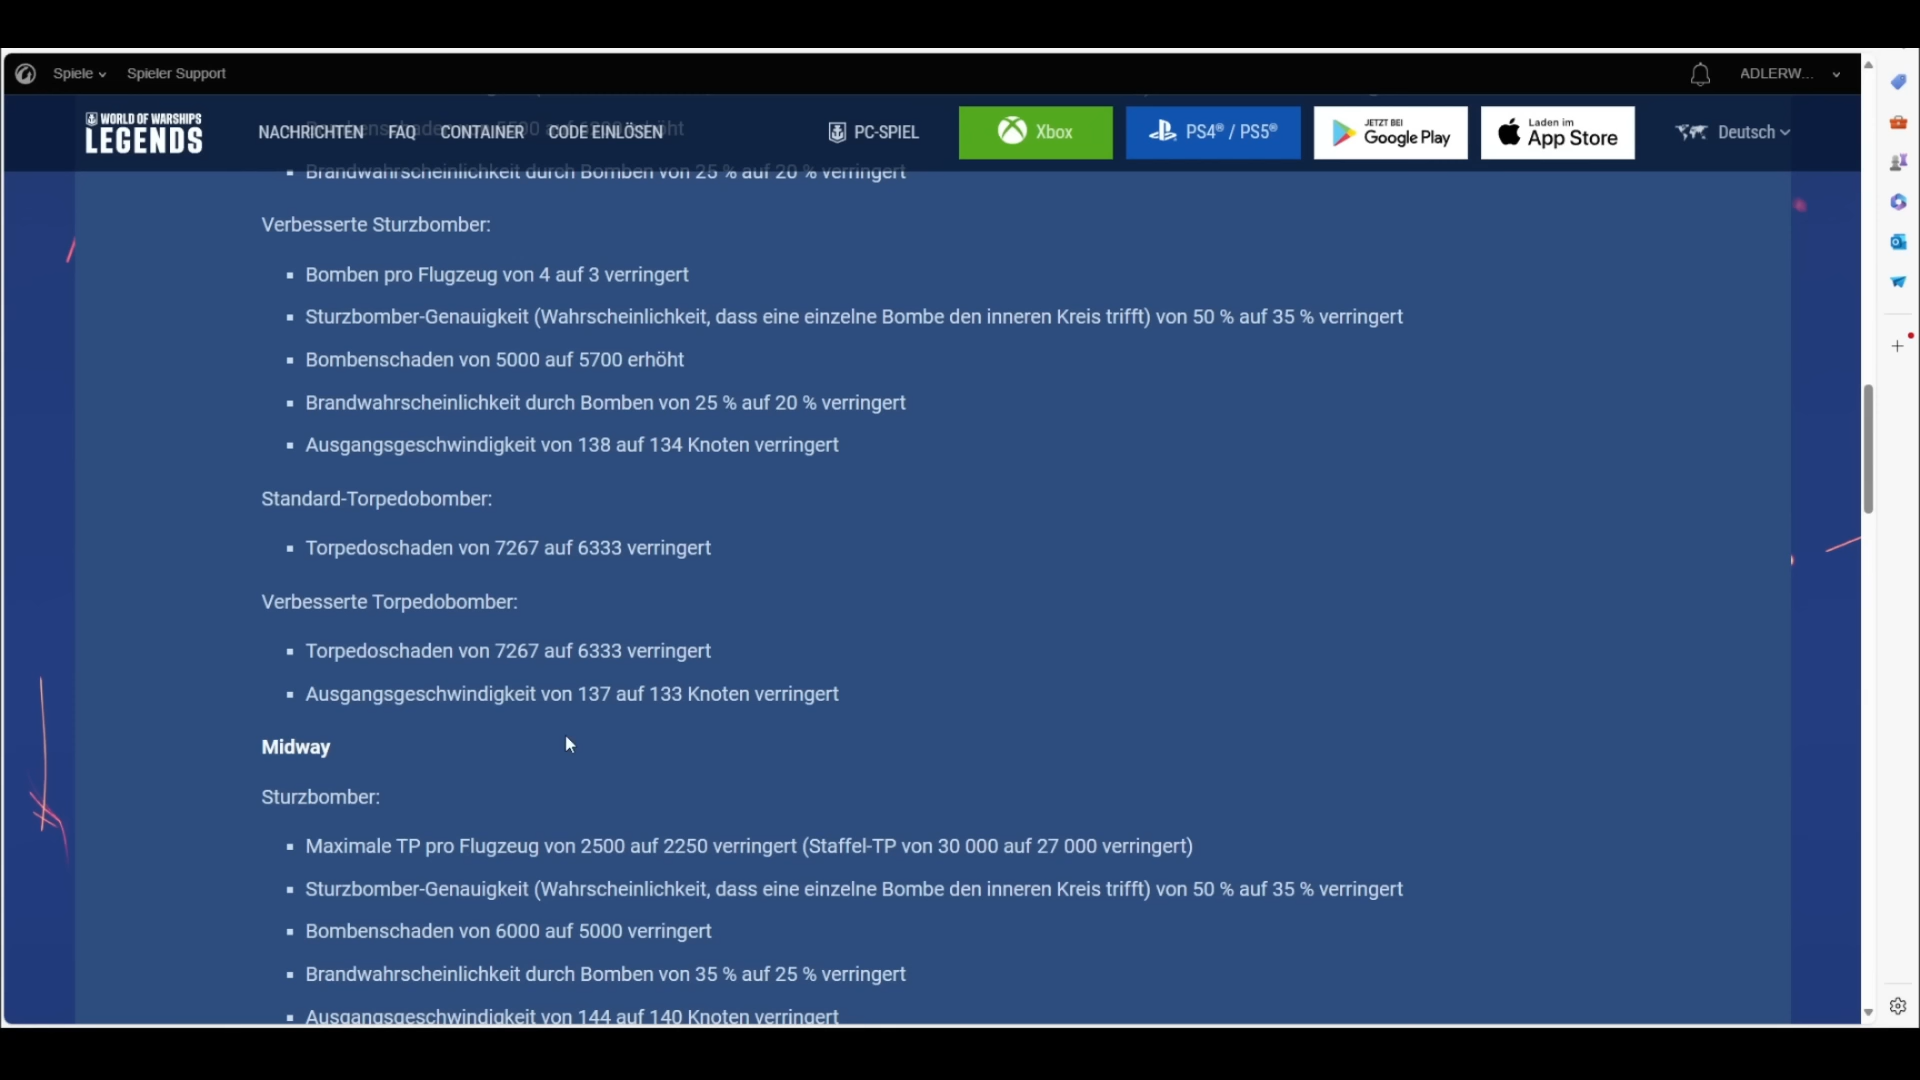 Spiele
Spieler Support
ADLERW...
WORLD OF WARSHIPS
LEGENDS
NACHRICHTEN
FAQ
CONTAINER
CODE EINLÖSEN
PC-SPIEL
Xbox
PS4® / PS5®
JETZT BEI
Google Play
Laden im
App Store
Deutsch
Brandwahrscheinlichkeit durch Bomben von 25 % auf 20 % verringert
Verbesserte Sturzbomber:
Bomben pro Flugzeug von 4 auf 3 verringert
Sturzbomber-Genauigkeit (Wahrscheinlichkeit, dass eine einzelne Bombe den inneren Kreis trifft) von 50 % auf 35 % verringert
Bombenschaden von 5000 auf 5700 erhöht
Brandwahrscheinlichkeit durch Bomben von 25 % auf 20 % verringert
Ausgangsgeschwindigkeit von 138 auf 134 Knoten verringert
Standard-Torpedobomber:
Torpedoschaden von 7267 auf 6333 verringert
Verbesserte Torpedobomber:
Torpedoschaden von 7267 auf 6333 verringert
Ausgangsgeschwindigkeit von 137 auf 133 Knoten verringert
Midway
Sturzbomber:
Maximale TP pro Flugzeug von 2500 auf 2250 verringert (Staffel-TP von 30 000 auf 27 000 verringert)
Sturzbomber-Genauigkeit (Wahrscheinlichkeit, dass eine einzelne Bombe den inneren Kreis trifft) von 50 % auf 35 % verringert
Bombenschaden von 6000 auf 5000 verringert
Brandwahrscheinlichkeit durch Bomben von 35 % auf 25 % verringert
Ausgangsgeschwindigkeit von 144 auf 140 Knoten verringert